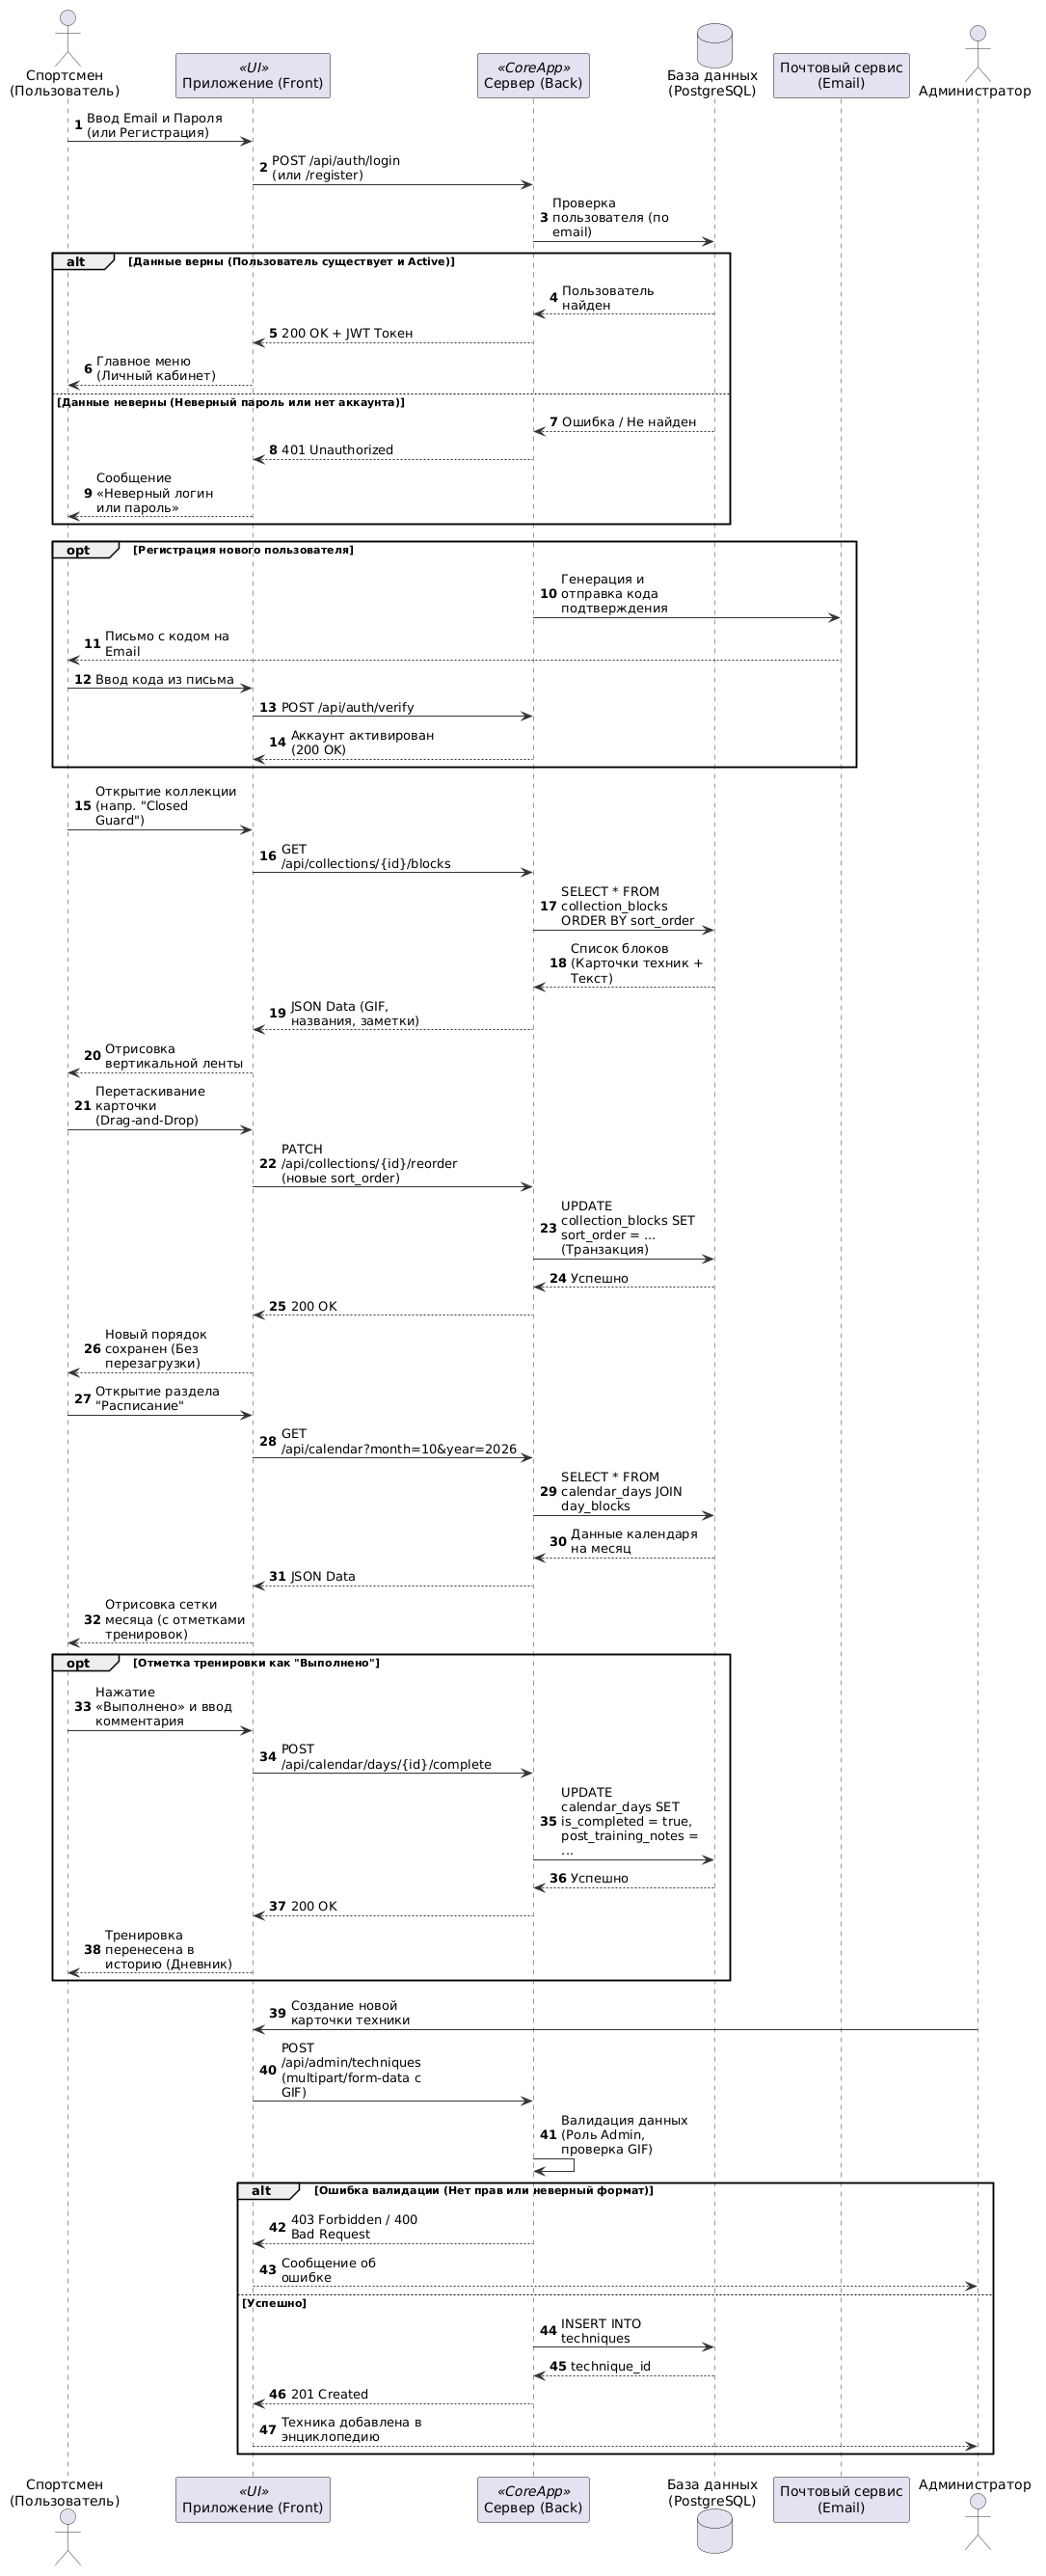 Спортсмен
(Пользователь)
«UI»
Приложение (Front)
«CoreApp»
Сервер (Back)
База данных
(PostgreSQL)
Почтовый сервис
(Email)
Администратор
1 Ввод Email и Пароля
(или Регистрация)
2 POST /api/auth/login
(или /register)
3 Проверка
пользователя (по
email)
alt [Данные верны (Пользователь существует и Active)]
4 Пользователь
найден
5 200 OK + JWT Токен
6 Главное меню
(Личный кабинет)
[Данные неверны (Неверный пароль или нет аккаунта)]
7 Ошибка / Не найден
8 401 Unauthorized
9 Сообщение
«Неверный логин
или пароль»
opt [Регистрация нового пользователя]
10 Генерация и
отправка кода
подтверждения
11 Письмо с кодом на
Email
12 Ввод кода из письма
13 POST /api/auth/verify
14 Аккаунт активирован
(200 OK)
15 Открытие коллекции
(напр. "Closed
Guard")
16 GET
/api/collections/{id}/blocks
17 SELECT * FROM
collection_blocks
ORDER BY sort_order
18 Список блоков
(Карточки техник +
Текст)
19 JSON Data (GIF,
названия, заметки)
20 Отрисовка
вертикальной ленты
21 Перетаскивание
карточки
(Drag-and-Drop)
22 PATCH
/api/collections/{id}/reorder
(новые sort_order)
23 UPDATE
collection_blocks SET
sort_order = ...
(Транзакция)
24 Успешно
25 200 OK
26 Новый порядок
сохранен (Без
перезагрузки)
27 Открытие раздела
"Расписание"
28 GET
/api/calendar?month=10&year=2026
29 SELECT * FROM
calendar_days JOIN
day_blocks
30 Данные календаря
на месяц
31 JSON Data
32 Отрисовка сетки
месяца (с отметками
тренировок)
opt [Отметка тренировки как "Выполнено"]
33 Нажатие
«Выполнено» и ввод
комментария
34 POST
/api/calendar/days/{id}/complete
35 UPDATE
calendar_days SET
is_completed = true,
post_training_notes =
...
36 Успешно
37 200 OK
38 Тренировка
перенесена в
историю (Дневник)
39 Создание новой
карточки техники
40 POST
/api/admin/techniques
(multipart/form-data с
GIF)
41 Валидация данных
(Роль Admin,
проверка GIF)
alt [Ошибка валидации (Нет прав или неверный формат)]
42 403 Forbidden / 400
Bad Request
43 Сообщение об
ошибке
[Успешно]
44 INSERT INTO
techniques
45 technique_id
46 201 Created
47 Техника добавлена в
энциклопедию
Спортсмен
(Пользователь)
«UI»
Приложение (Front)
«CoreApp»
Сервер (Back)
База данных
(PostgreSQL)
Почтовый сервис
(Email)
Администратор